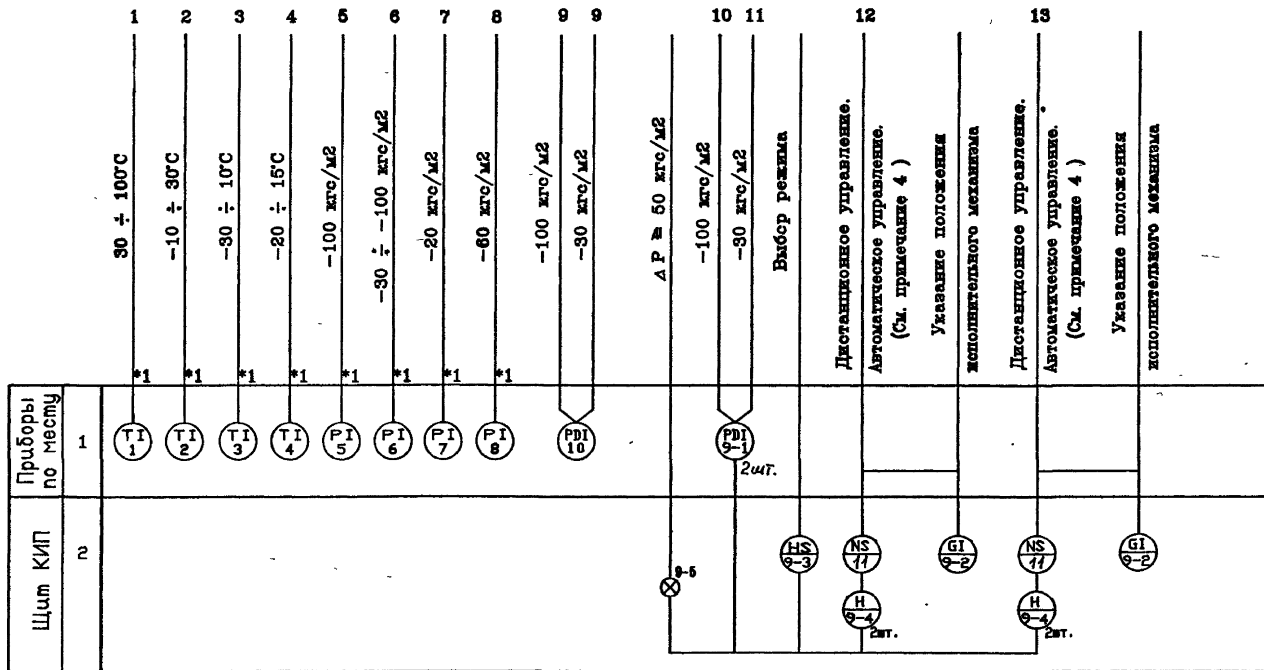 1 2 3 4 5 6 7 8 9 9 10 11 12 13
30 ÷ 100°C
-10 ÷ 30°C
-30 ÷ 10°C
-20 ÷ 15°C
-100 кгс/м2
-30 ÷ -100 кгс/м2
-20 кгс/м2
-60 кгс/м2
-100 кгс/м2
-30 кгс/м2
50 кгс/м2
-100 кгс/м2
-30 кгс/м2
Выбор режима
Дистанционное управление.
Автоматическое управление.
(См. примечание 4 )
Указание положения
исполнительного механизма
Дистанционное управление.
Автоматическое управление.
(См. примечание 4 )
Указание положения
исполнительного механизма
*1 *1 *1 *1 *1 *1 *1 *1
Приборы
по месту
1
TI
1
TI
2
TI
3
TI
4
PI
5
PI
6
PI
7
PI
8
PDI
10
PDI
9-1
2шт.
Щит КИП
2
9-5
HS
9-3
NS
11
GI
9-2
NS
11
GI
9-2
H
9-4
2шт.
H
9-4
2шт.